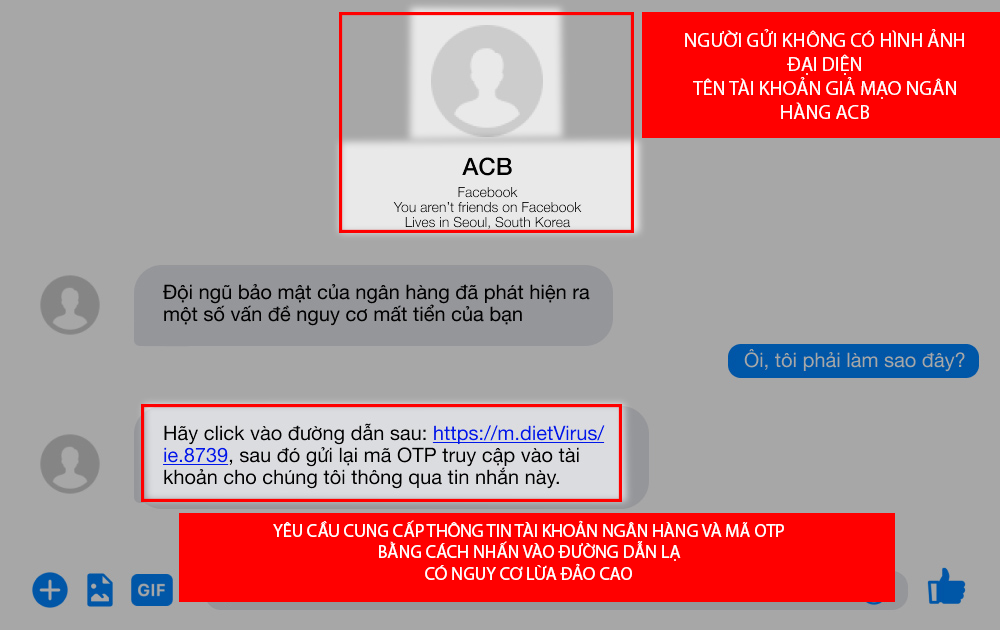 NGƯỜI GỬI KHÔNG CÓ HÌNH ẢNH
ĐẠI DIỆN
TÊN TÀI KHOẢN GIẢ MẠO NGÂN
HÀNG ACB
ACB
Facebook
You aren't friends on Facebook
Lives in Seoul, South Korea
Đội ngũ bảo mật của ngân hàng đã phát hiện ra
một số vấn đề nguy cơ mất tiền của bạn
Ôi, tôi phải làm sao đây?
Hãy click vào đường dẫn sau: https://m.dietVirus/
ie.8739, sau đó gửi lại mã OTP truy cập vào tài
khoản cho chúng tôi thông qua tin nhắn này.
YÊU CẦU CUNG CẤP THÔNG TIN TÀI KHOẢN NGÂN HÀNG VÀ MÃ OTP
BẰNG CÁCH NHẤN VÀO ĐƯỜNG DẪN LẠ
CÓ NGUY CƠ LỪA ĐẢO CAO
GIF